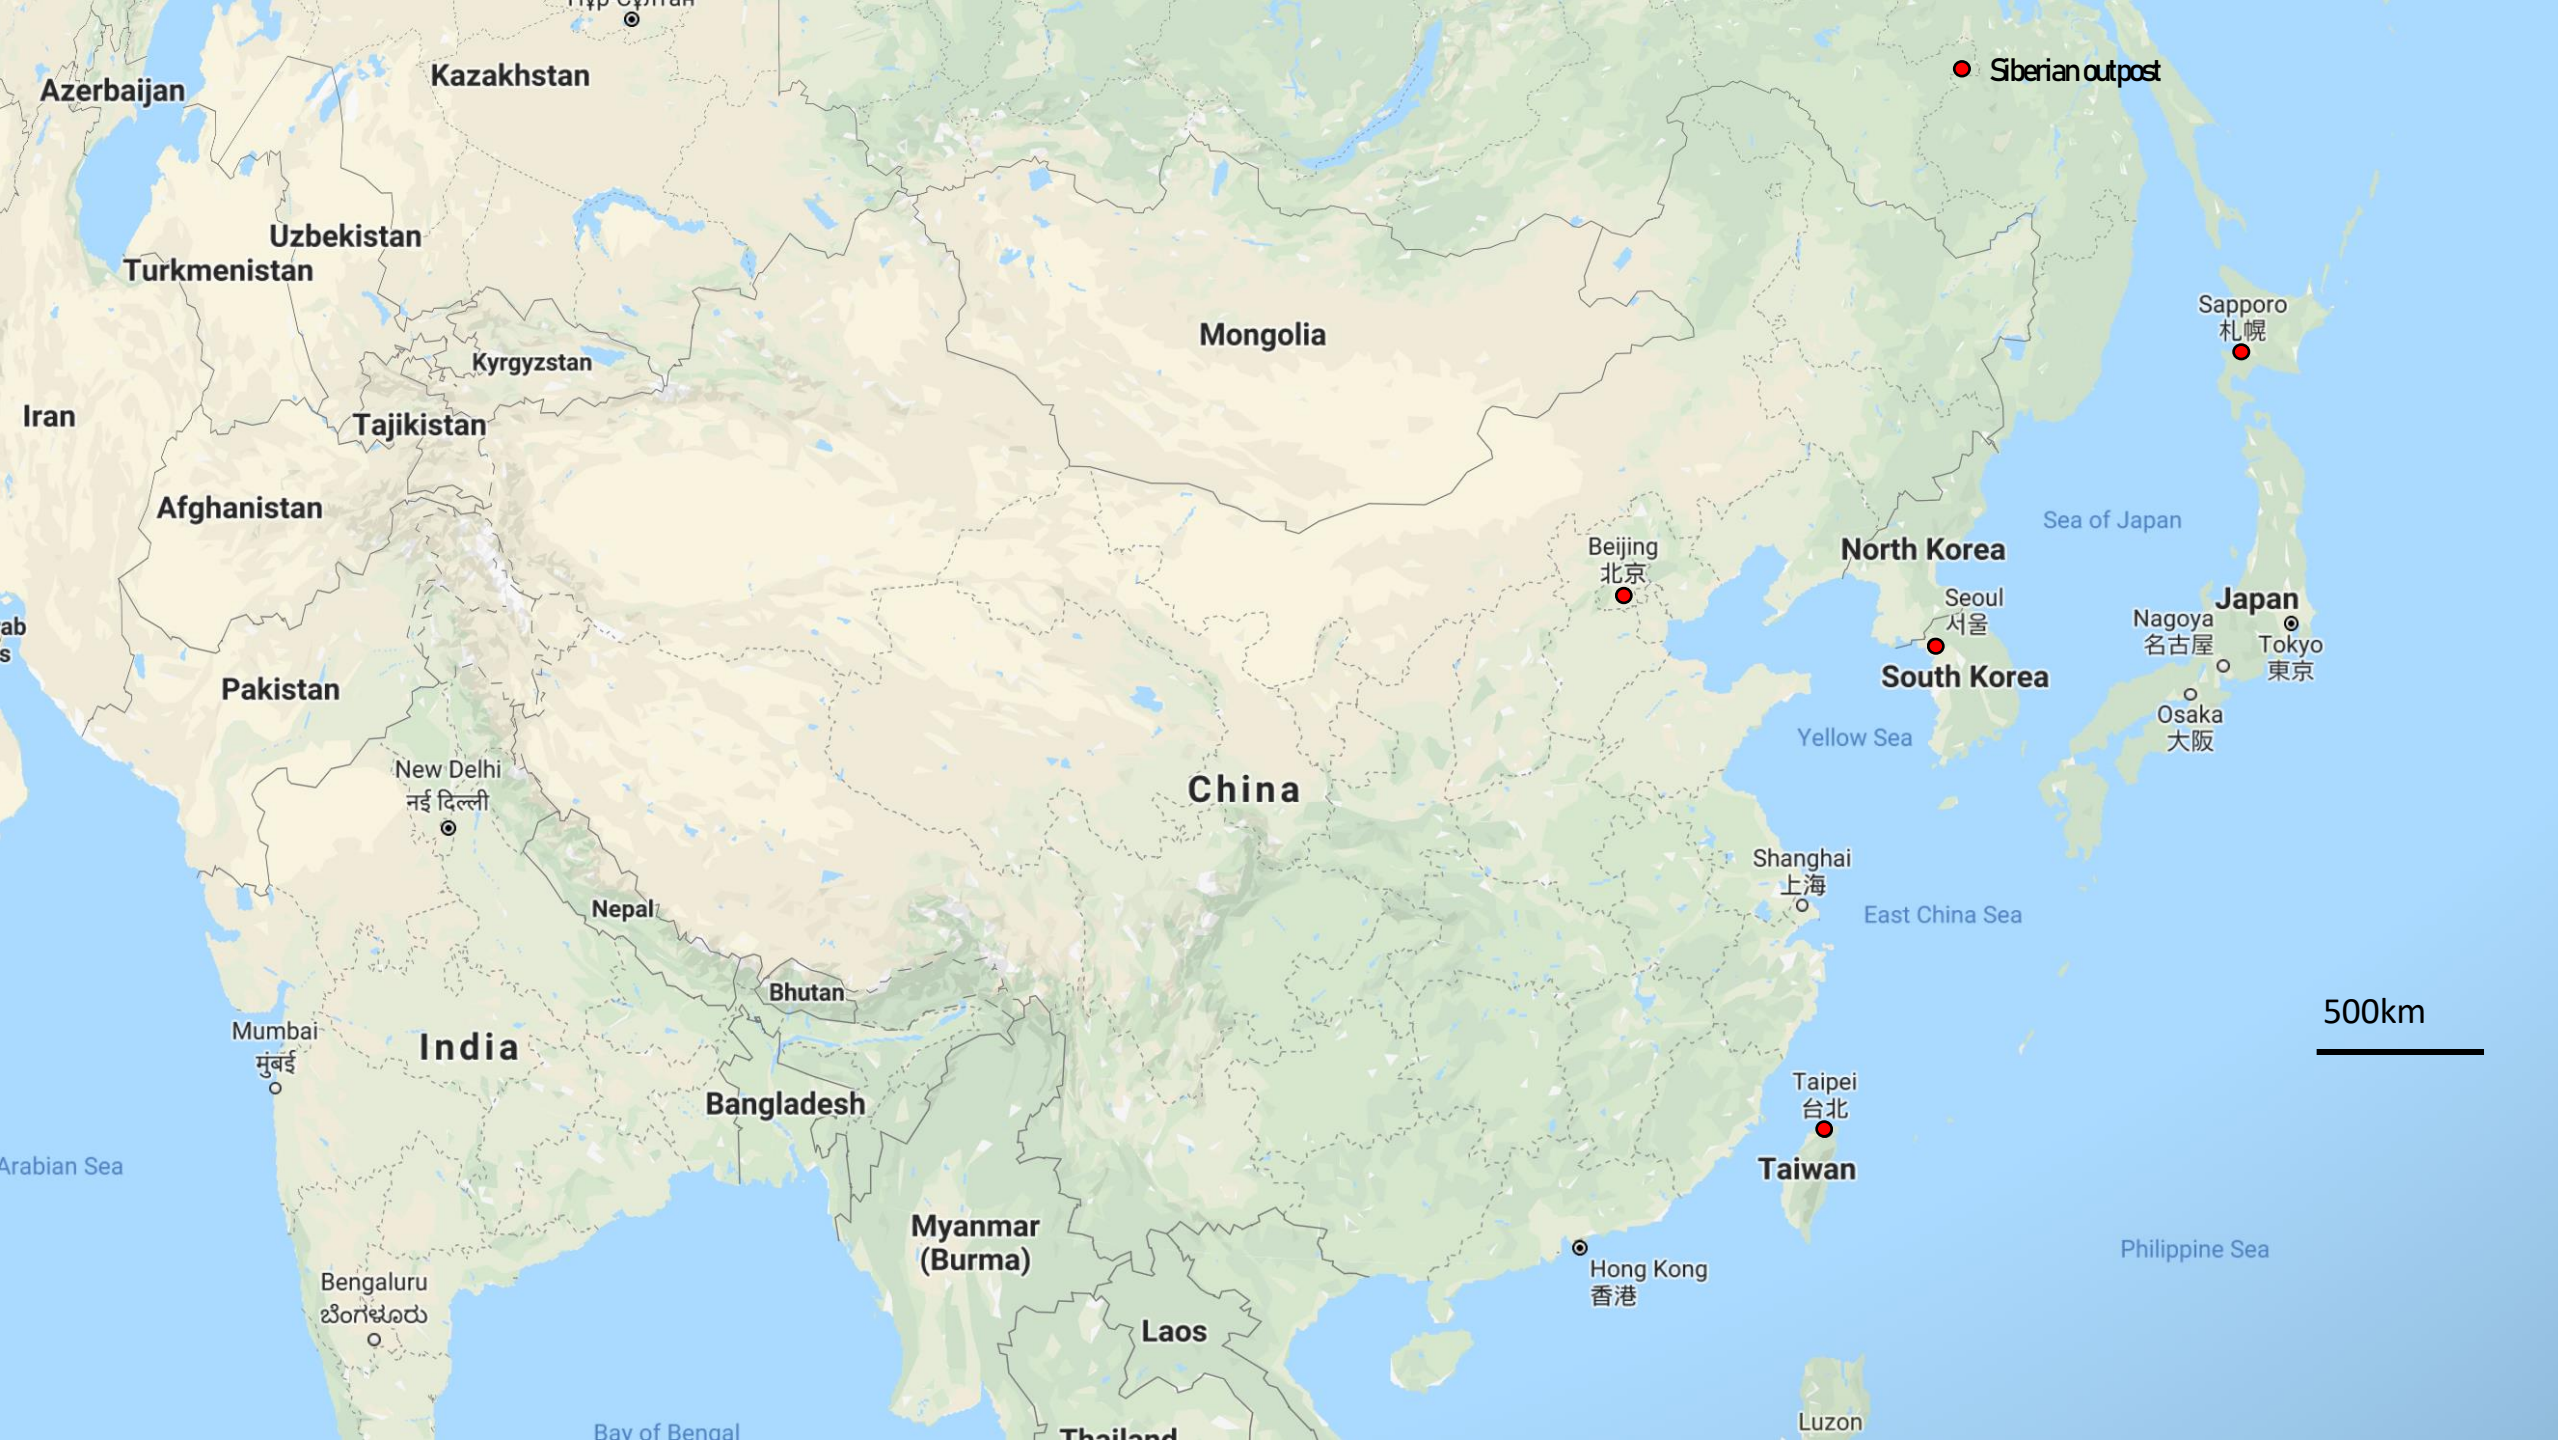 Нұр-Сұлтан
Kazakhstan
Azerbaijan
Siberian outpost
Uzbekistan
Turkmenistan
Sapporo
札幌
Mongolia
Kyrgyzstan
Iran
Tajikistan
Afghanistan
Sea of Japan
Beijing
北京
North Korea
Seoul
서울
Japan
Nagoya
名古屋
Tokyo
東京
ab
s
South Korea
Pakistan
Osaka
大阪
Yellow Sea
New Delhi
नई दिल्ली
China
Shanghai
上海
East China Sea
Nepal
Bhutan
500km
Mumbai
मुंबई
India
Taipei
台北
Bangladesh
Arabian Sea
Taiwan
Myanmar
(Burma)
Philippine Sea
Hong Kong
香港
Bengaluru
ಬೆಂಗಳೂರು
Laos
Luzon
Bay of Bengal
Thailand